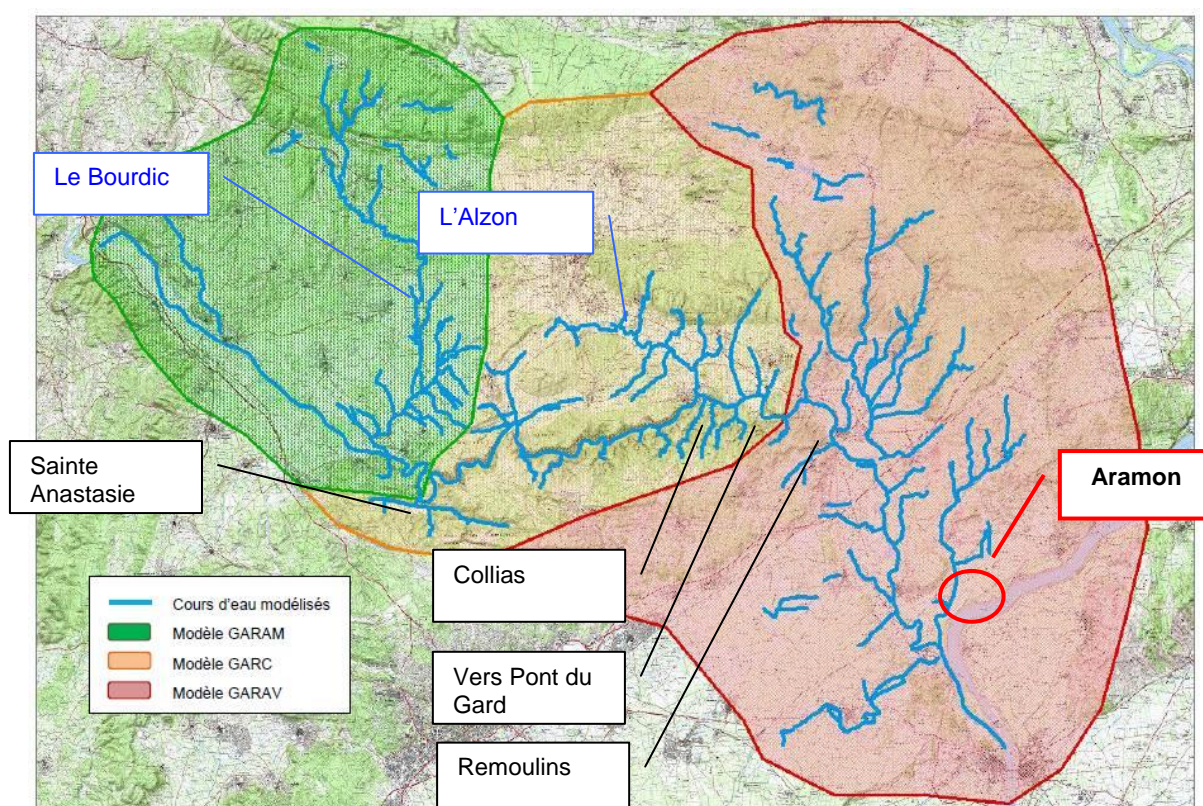 Le Bourdic
L'Alzon
Sainte
Anastasie
Aramon
Collias
Cours d'eau modélisés
Modèle GARAM
Modèle GARC
Modèle GARAV
Vers Pont du
Gard
Remoulins